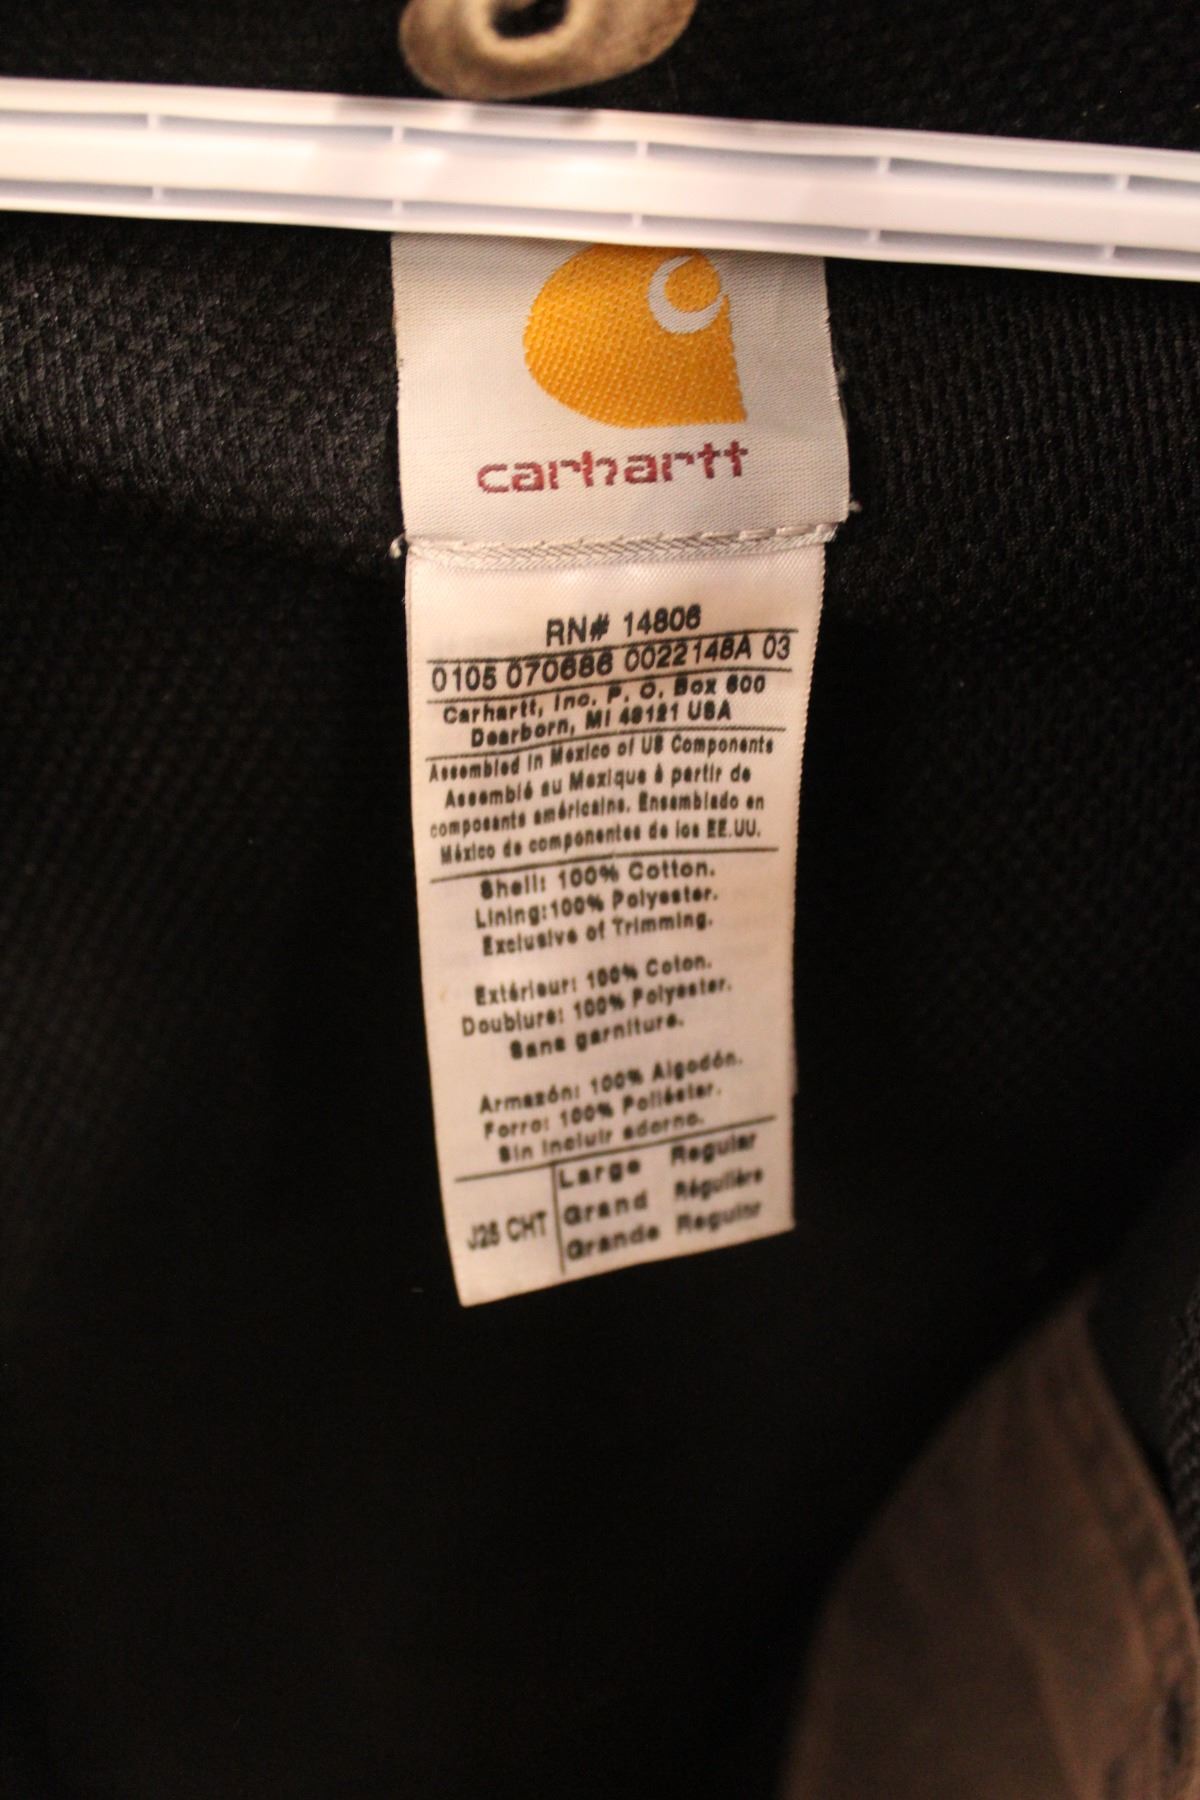 carhartt
RN# 14806
0105 070686 0022148A 03
Carhartt, Inc. P. O. Box 600
Dearborn, MI 48121 USA
Assembled in Mexico of US Components
Assemblé au Mexique à partir de
composants américains. Ensamblado en
México de componentes de los EE.UU.
Shell: 100% Cotton.
Lining:100% Polyester.
Exclusive of Trimming.
Extérieur: 100% Coton.
Doublure: 100% Polyester.
Sans garniture.
Armazón: 100% Algodón.
Forro: 100% Poliéster.
Sin incluir adorno.
J25 CHT
Large Regular
Grand Régulière
Grande Regular